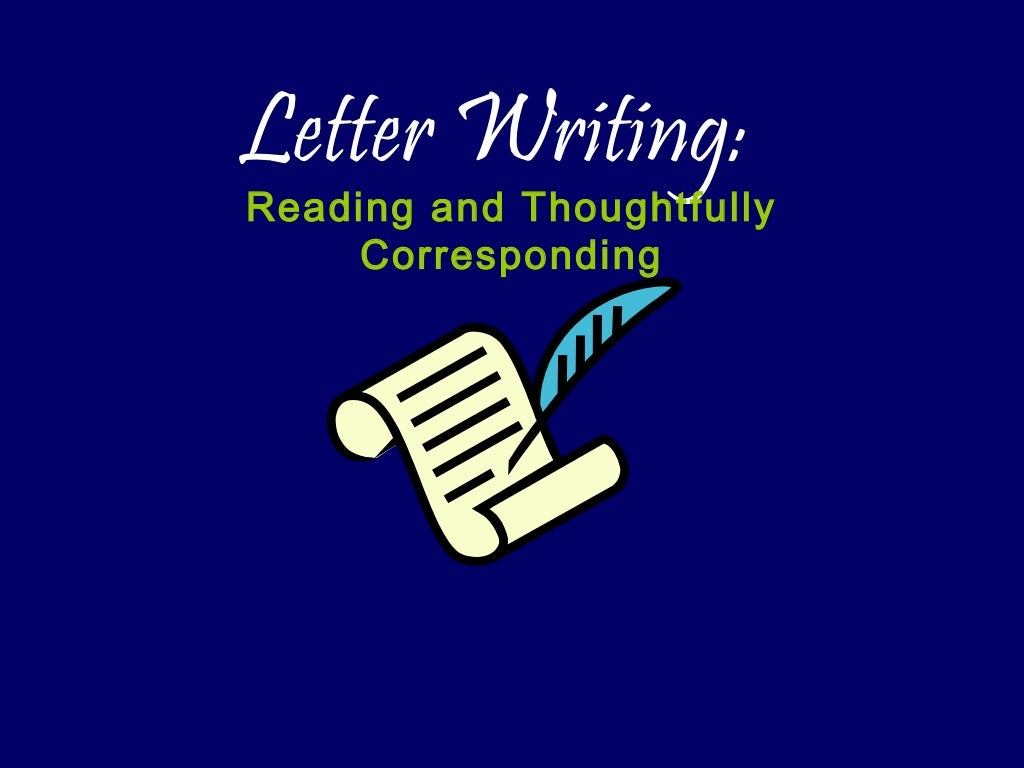 Letter Writing:
Reading and Thoughtfully
Corresponding